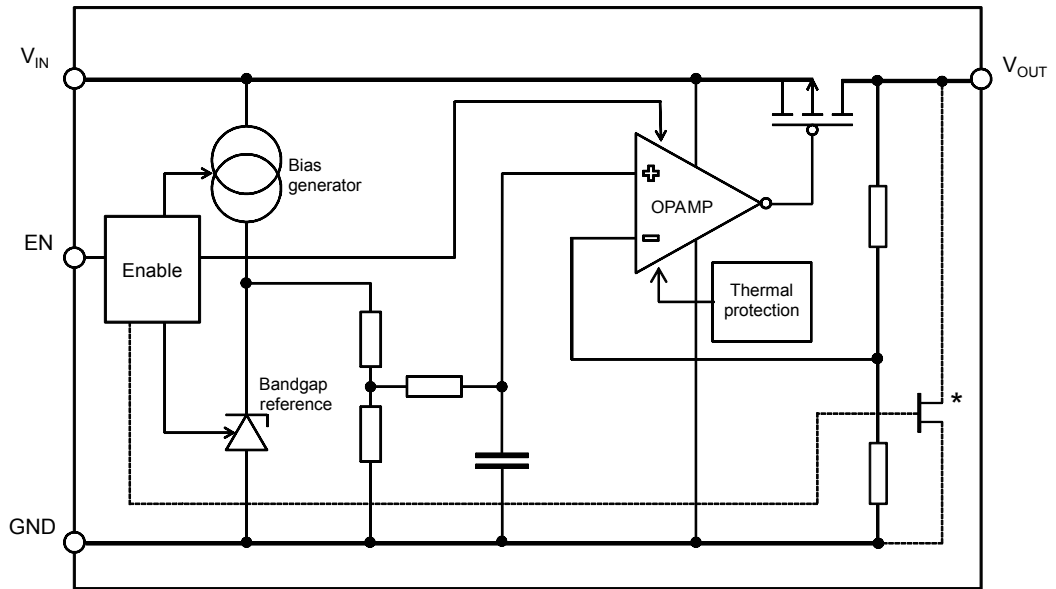 V_IN
V_OUT
Bias
generator
OPAMP
EN
Enable
Thermal
protection
Bandgap
reference
*
GND